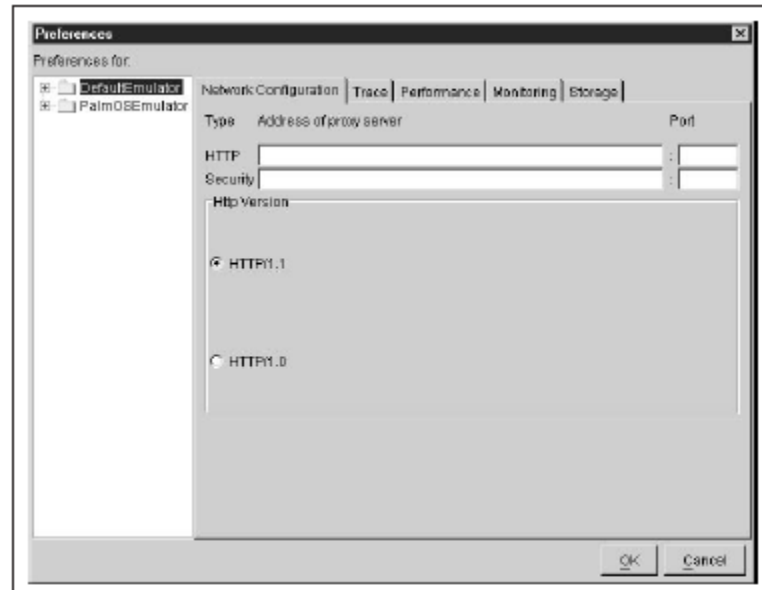 Preferences
Preferences for:
DefaultEmulator
PalmOSEmulator
Network Configuration Trace Performance Monitoring Storage
Type Address of proxy server Port
HTTP :
Security :
Http Version
HTTP/1.1
HTTP/1.0
OK Cancel